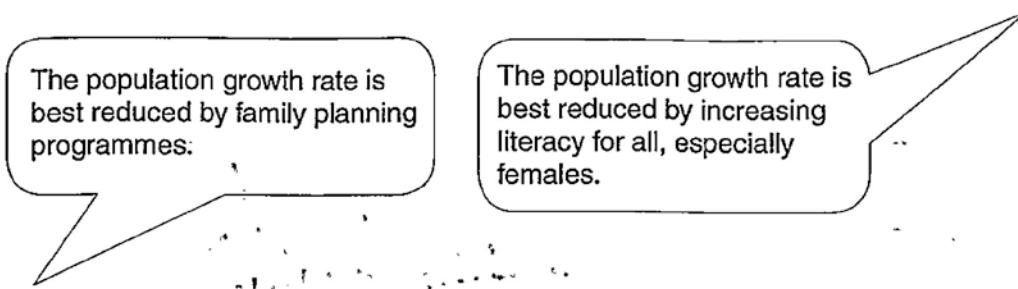 The population growth rate is
best reduced by family planning
programmes.
The population growth rate is
best reduced by increasing
literacy for all, especially
females.